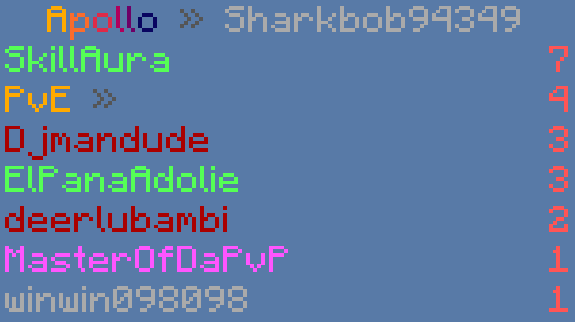 Apollo » Sharkbob94349
SkillAura 7
PvE » 4
Djmandude 3
ElPanaAdolie 3
deerlubambi 2
MasterOfDaPvP 1
winwin098098 1